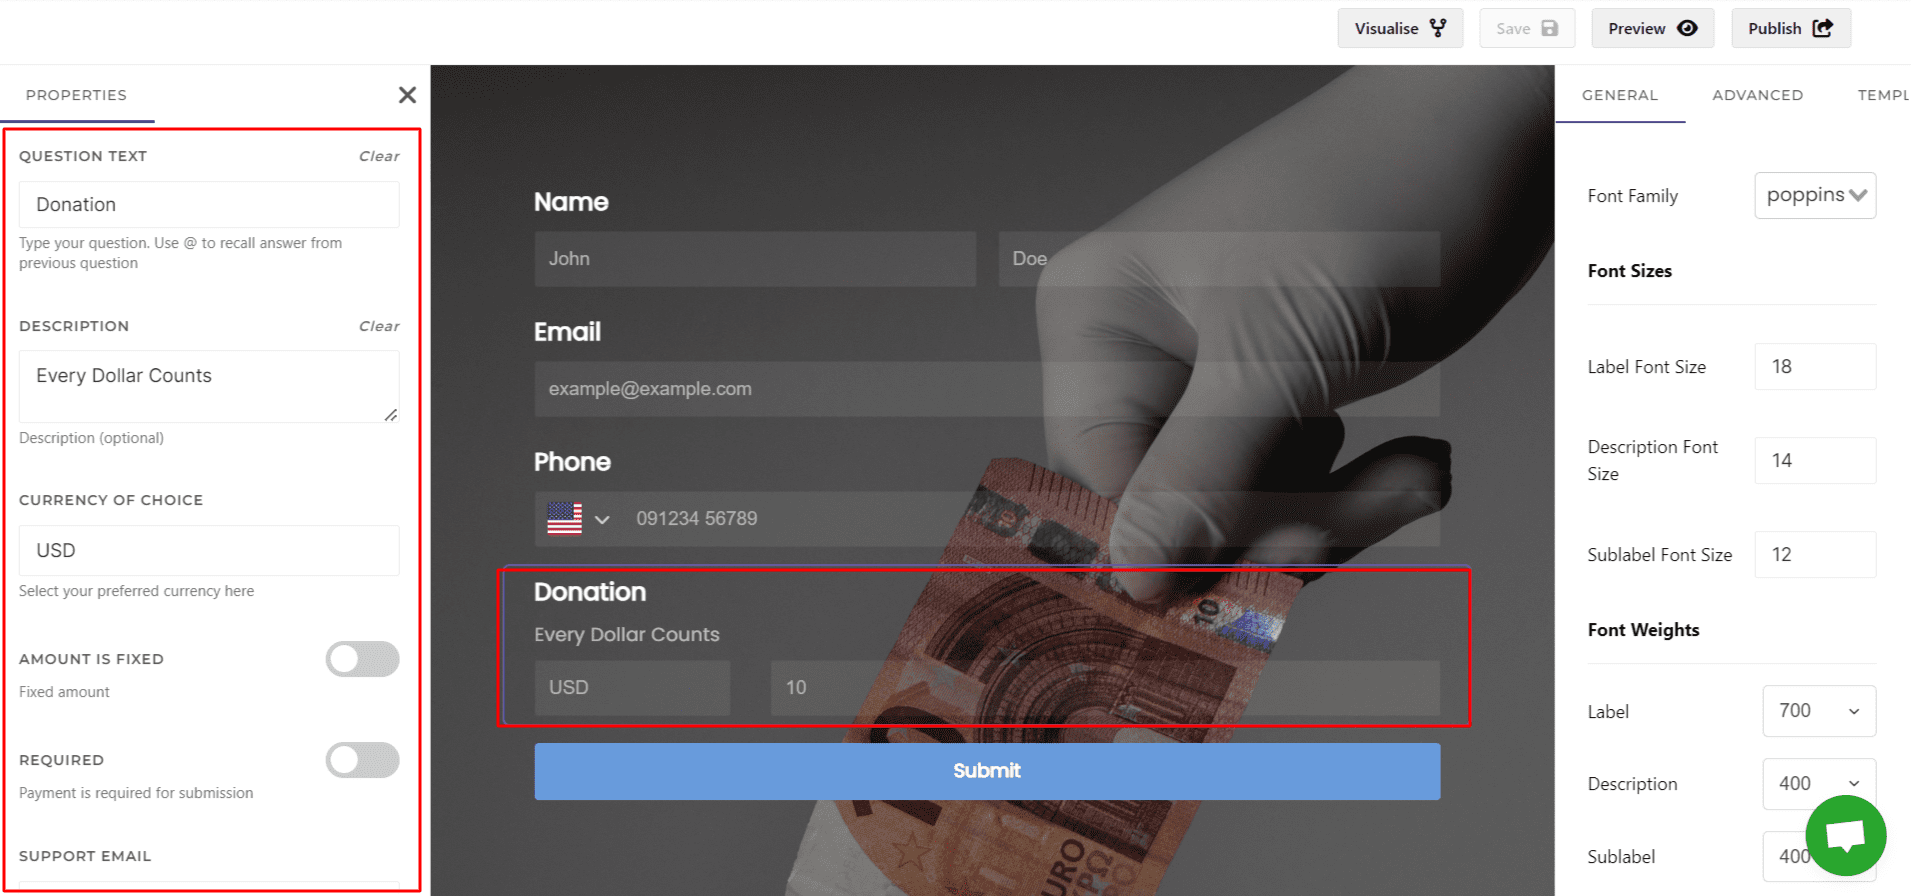 Visualise
Save
Preview
Publish
PROPERTIES
QUESTION TEXT
Clear
Donation
Type your question. Use @ to recall answer from
previous question
DESCRIPTION
Clear
Every Dollar Counts
Description (optional)
CURRENCY OF CHOICE
USD
Select your preferred currency here
AMOUNT IS FIXED
Fixed amount
REQUIRED
Payment is required for submission
SUPPORT EMAIL
Name
John
Doe
Email
example@example.com
Phone
091234 56789
Donation
Every Dollar Counts
USD
10
10
Submit
EURO
ΕΥΡΩ
GENERAL
ADVANCED
TEMPL
Font Family
poppins
Font Sizes
Label Font Size
18
Description Font
Size
14
Sublabel Font Size
12
Font Weights
Label
700
Description
400
Sublabel
400